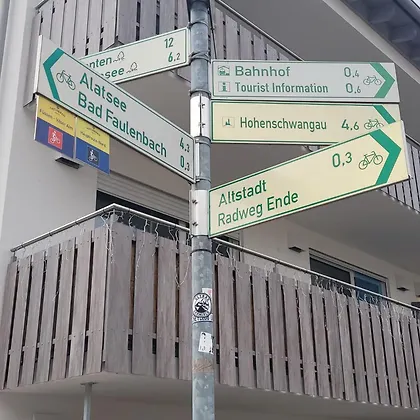 12
6,2
Alatsee
4,3
Bad Faulenbach
0,3
Bahnhof 0,4
Tourist Information 0,6
Hohenschwangau 4,6
0,3
Altstadt
Radweg Ende